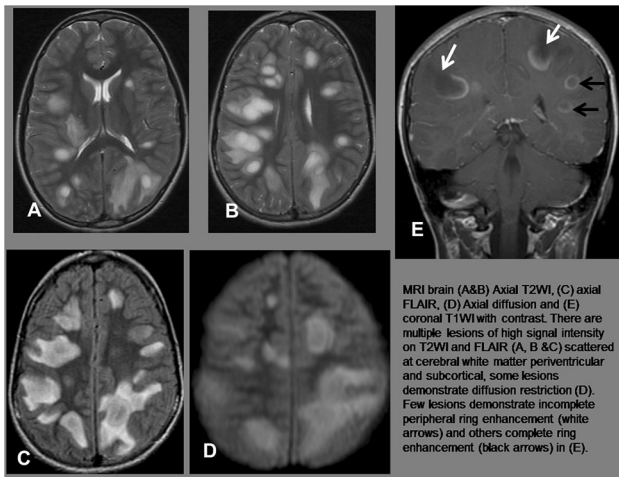 A
B
E
C
D
MRI brain (A&B) Axial T2WI, (C) axial
FLAIR, (D) Axial diffusion and (E)
coronal T1WI with contrast. There are
multiple lesions of high signal intensity
on T2WI and FLAIR (A, B &C) scattered
at cerebral white matter periventricular
and subcortical, some lesions
demonstrate diffusion restriction (D).
Few lesions demonstrate incomplete
peripheral ring enhancement (white
arrows) and others complete ring
enhancement (black arrows) in (E).